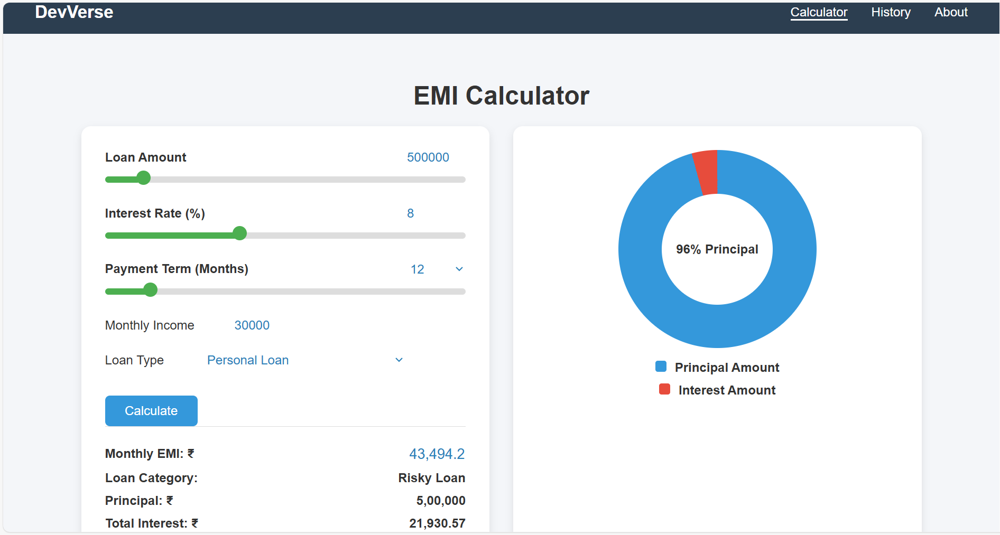 DevVerse
Calculator History About
EMI Calculator
Loan Amount 500000
Interest Rate (%) 8
Payment Term (Months) 12
Monthly Income 30000
Loan Type Personal Loan
Calculate
Monthly EMI: ₹ 43,494.2
Loan Category: Risky Loan
Principal: ₹ 5,00,000
Total Interest: ₹ 21,930.57
96% Principal
Principal Amount
Interest Amount